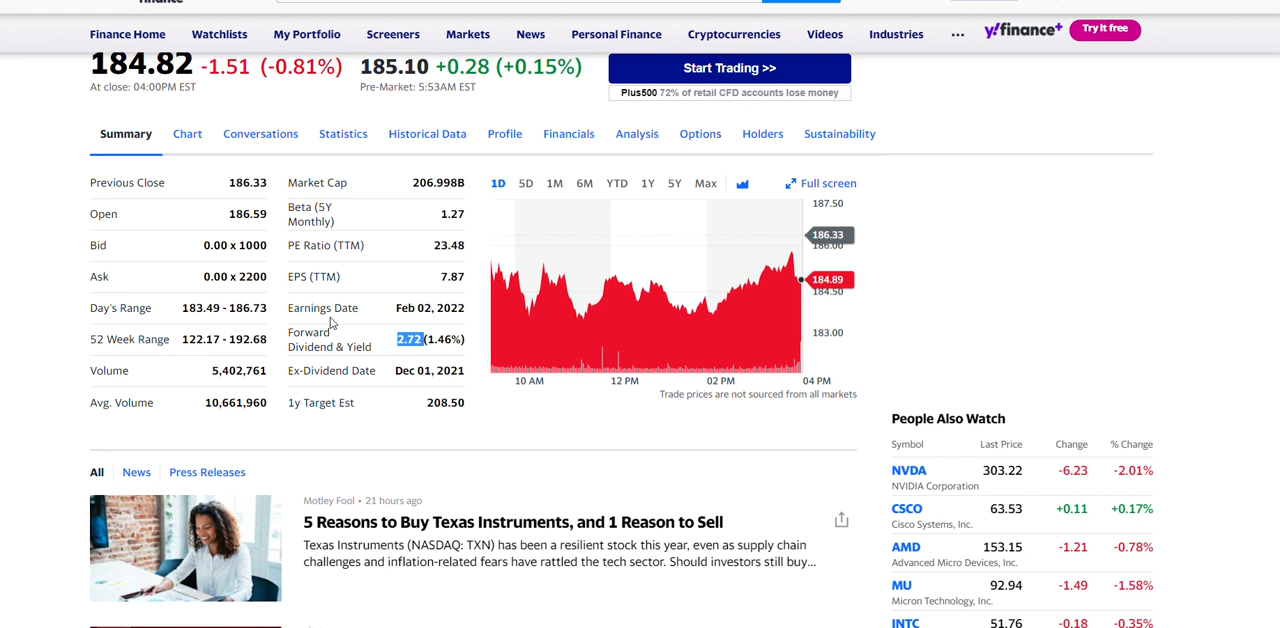 finance
Finance Home Watchlists My Portfolio Screeners Markets News Personal Finance Cryptocurrencies Videos Industries ... y!finance+ Try it free
184.82 -1.51 (-0.81%) 185.10 +0.28 (+0.15%)
At close: 04:00PM EST Pre-Market: 5:53AM EST
Start Trading >>
Plus500 72% of retail CFD accounts lose money
Summary Chart Conversations Statistics Historical Data Profile Financials Analysis Options Holders Sustainability
Previous Close 186.33
Open 186.59
Bid 0.00 x 1000
Ask 0.00 x 2200
Day's Range 183.49 - 186.73
52 Week Range 122.17 - 192.68
Volume 5,402,761
Avg. Volume 10,661,960
Market Cap 206.998B
Beta (5Y
Monthly) 1.27
PE Ratio (TTM) 23.48
EPS (TTM) 7.87
Earnings Date Feb 02, 2022
Forward
Dividend & Yield 2.72 (1.46%)
Ex-Dividend Date Dec 01, 2021
1y Target Est 208.50
1D 5D 1M 6M YTD 1Y 5Y Max Full screen
187.50
186.33
186.00
184.89
184.50
183.00
10 AM 12 PM 02 PM 04 PM
Trade prices are not sourced from all markets
All News Press Releases
Motley Fool • 21 hours ago
5 Reasons to Buy Texas Instruments, and 1 Reason to Sell
Texas Instruments (NASDAQ: TXN) has been a resilient stock this year, even as supply chain
challenges and inflation-related fears have rattled the tech sector. Should investors still buy...
People Also Watch
Symbol Last Price Change % Change
NVDA 303.22 -6.23 -2.01%
NVIDIA Corporation
CSCO 63.53 +0.11 +0.17%
Cisco Systems, Inc.
AMD 153.15 -1.21 -0.78%
Advanced Micro Devices, Inc.
MU 92.94 -1.49 -1.58%
Micron Technology, Inc.
INTC 51.76 -0.18 -0.35%